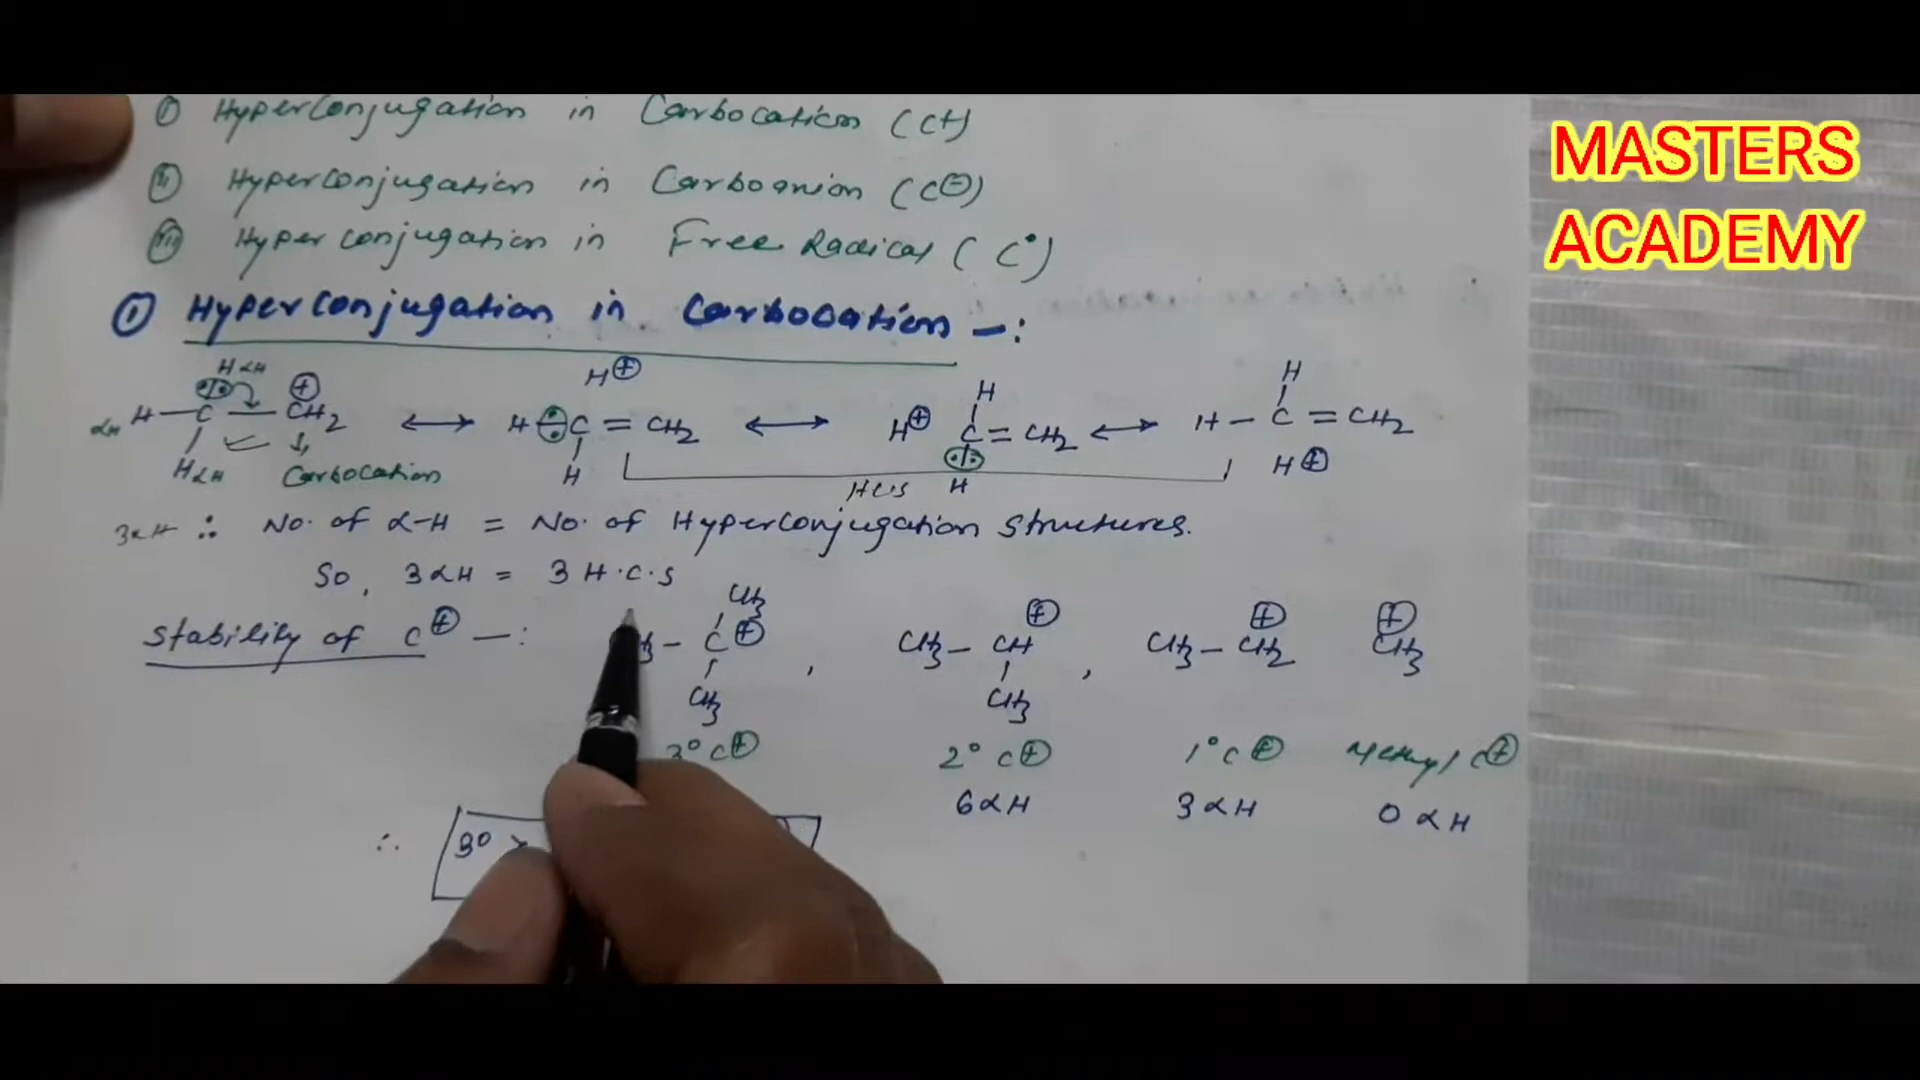 ① Hyperconjugation in Carbocation (C+)
② Hyperconjugation in Carboanion (C⊖)
③ Hyperconjugation in Free Radical (C•)
MASTERS
ACADEMY
① Hyperconjugation in Carbocation –:
H αH H⊕ H H
αH H–C–CH₂ ⊕ ↔ H C=CH₂ ↔ H⊕ C=CH₂ ↔ H–C=CH₂
H αH Carbocation H H H⊕
HCS
3αH ∴ No. of α-H = No. of Hyperconjugation structures.
So, 3αH = 3 H.C.S
Stability of C⊕ –:
CH₃
–C⊕ , CH₃–CH⊕ , CH₃–CH₂⊕ CH₃⊕
CH₃ CH₃
3° C⊕ 2° C⊕ 1° C⊕ Methyl C⊕
6αH 3αH 0αH
∴ 3° >